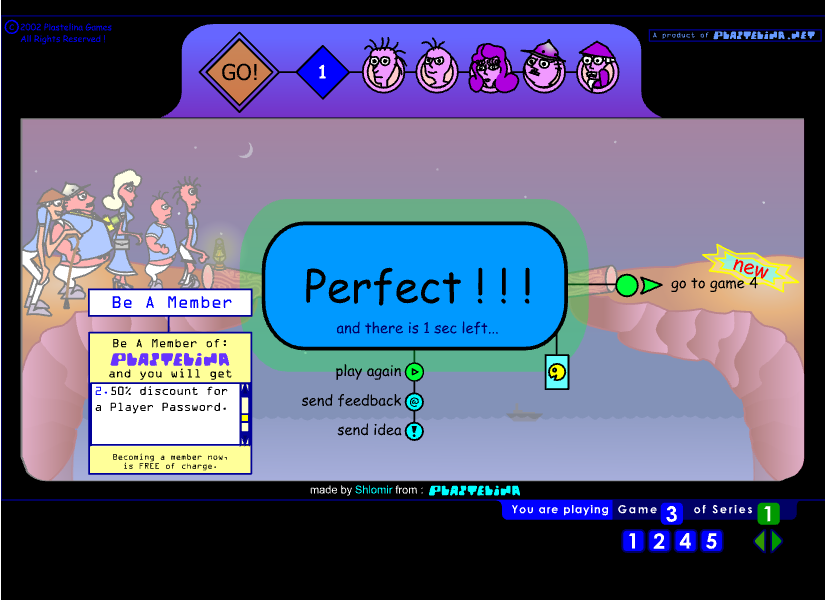 © 2002 Plastelina Games
All Rights Reserved!
A product of PLASTELINA.NET
GO!
1
Perfect ! ! !
and there is 1 sec left...
new
go to game 4
Be A Member
Be A Member of:
PLASTELINA
and you will get
2.50% discount for
a Player Password.
Becoming a member now,
is FREE of charge.
play again
send feedback @
send idea !
made by Shlomir from : PLASTELINA
You are playing Game 3 of Series 1
1 2 4 5